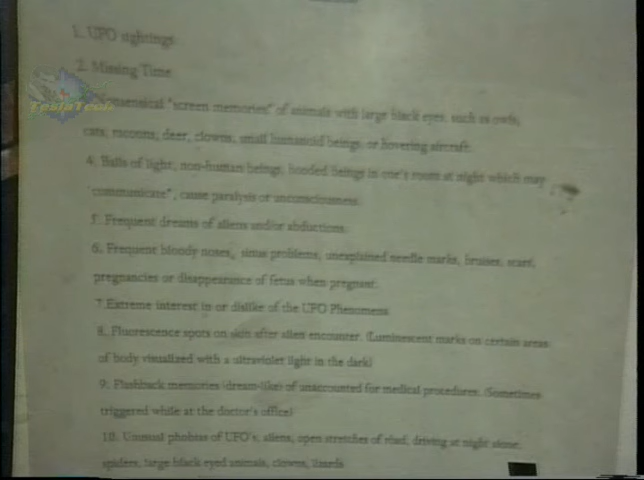 1. UFO sightings
2. Missing Time
TeslaTech
Nonsensical "screen memories" of animals with large black eyes, such as owls,
cats, racoons, deer, clowns, small humanoid beings, or hovering aircraft.
4. Balls of light, non-human beings, hooded beings in one's room at night which may
"communicate", cause paralysis or unconsciousness.
5. Frequent dreams of aliens and/or abductions.
6. Frequent bloody noses, sinus problems, unexplained needle marks, bruises, scars,
pregnancies or disappearance of fetus when pregnant.
7.Extreme interest in or dislike of the UFO Phenomena
8. Fluorescence spots on skin after alien encounter. (Luminescent marks on certain areas
of body visualized with a ultraviolet light in the dark)
9. Flashback memories (dream-like) of unaccounted for medical procedures. (Sometimes
triggered while at the doctor's office)
10. Unusual phobias of UFO's, aliens, open stretches of road, driving at night alone,
spiders, large black eyed animals, clowns, lizards